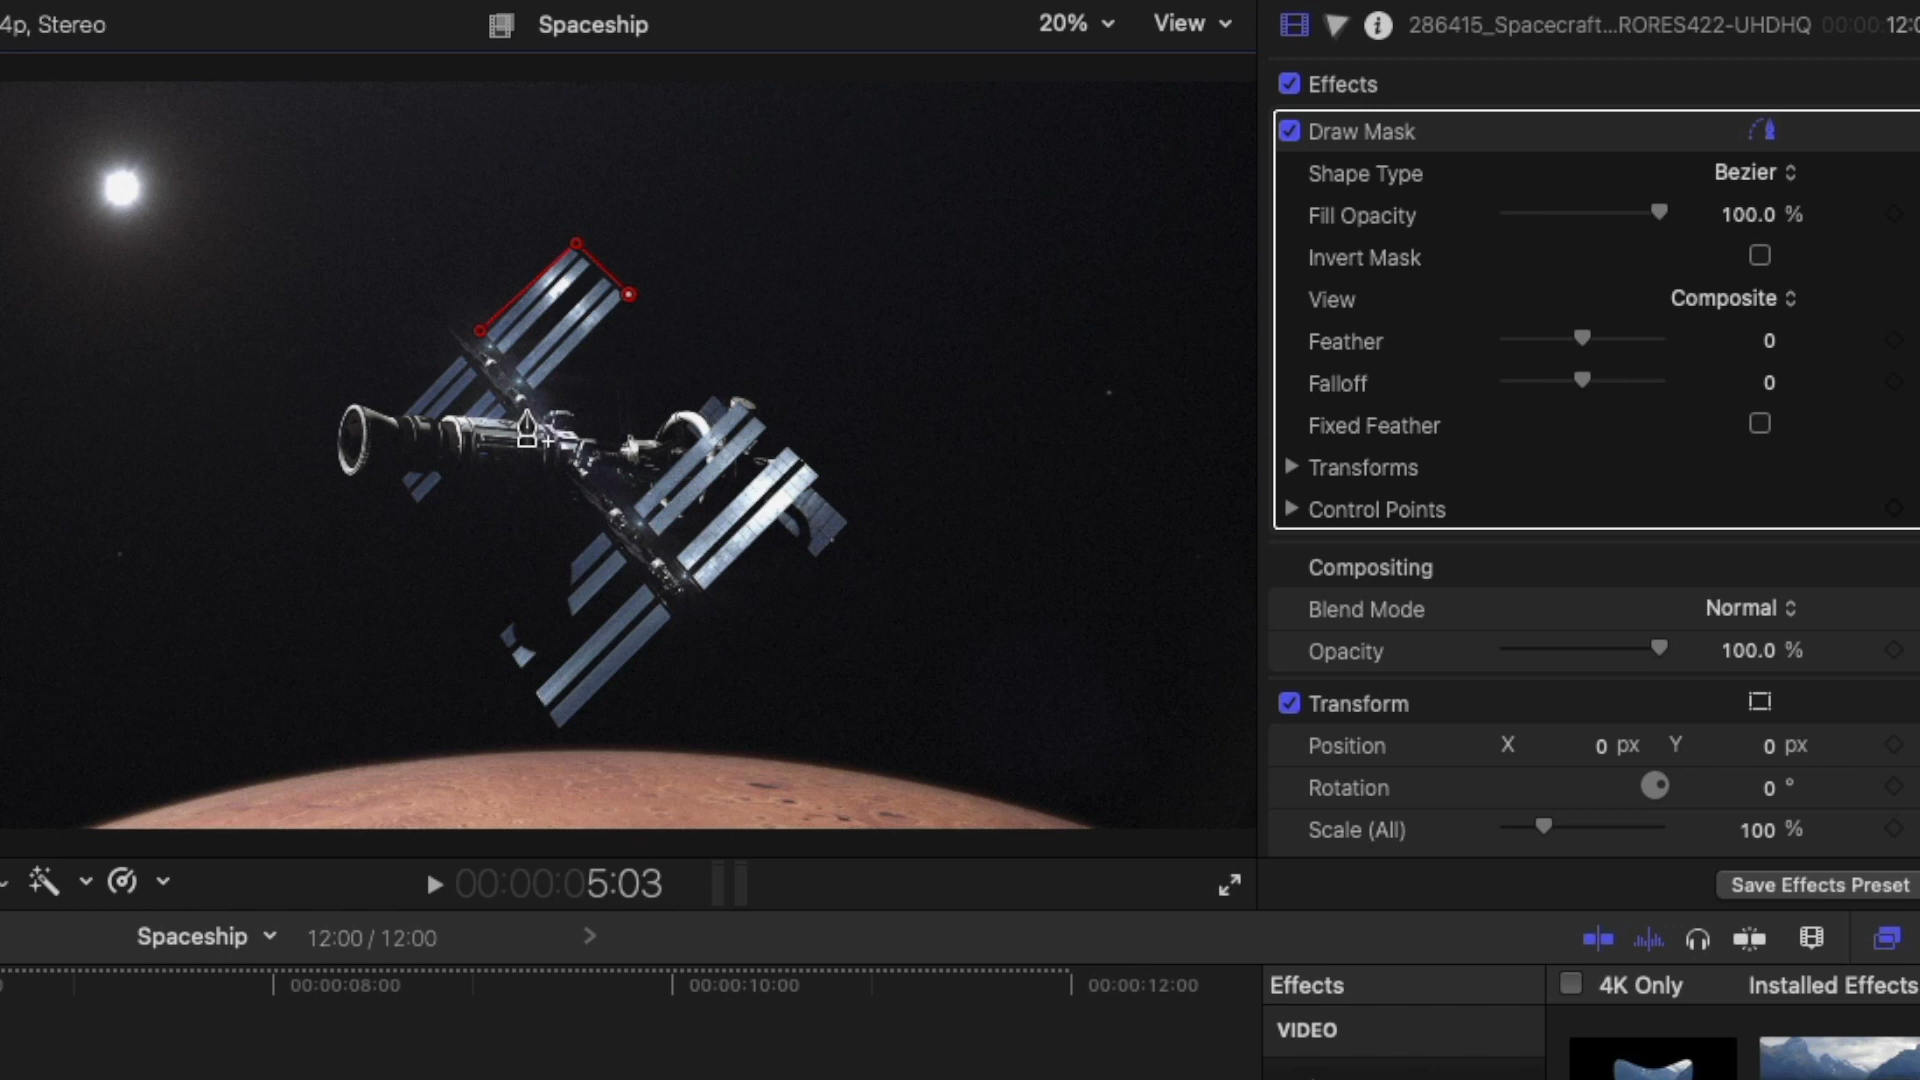 4p, Stereo
Spaceship
20%
View
286415_Spacecraft...RORES422-UHDHQ
00:00:12:0
Effects
Draw Mask
Shape Type
Bezier
Fill Opacity
100.0 %
Invert Mask
View
Composite
Feather
0
Falloff
0
Fixed Feather
Transforms
Control Points
Compositing
Blend Mode
Normal
Opacity
100.0 %
Transform
Position
X
0 px
Y
0 px
Rotation
0 °
Scale (All)
100 %
00:00:05:03
Save Effects Preset
Spaceship
12:00 / 12:00
00:00:08:00
00:00:10:00
00:00:12:00
Effects
4K Only
Installed Effects
VIDEO